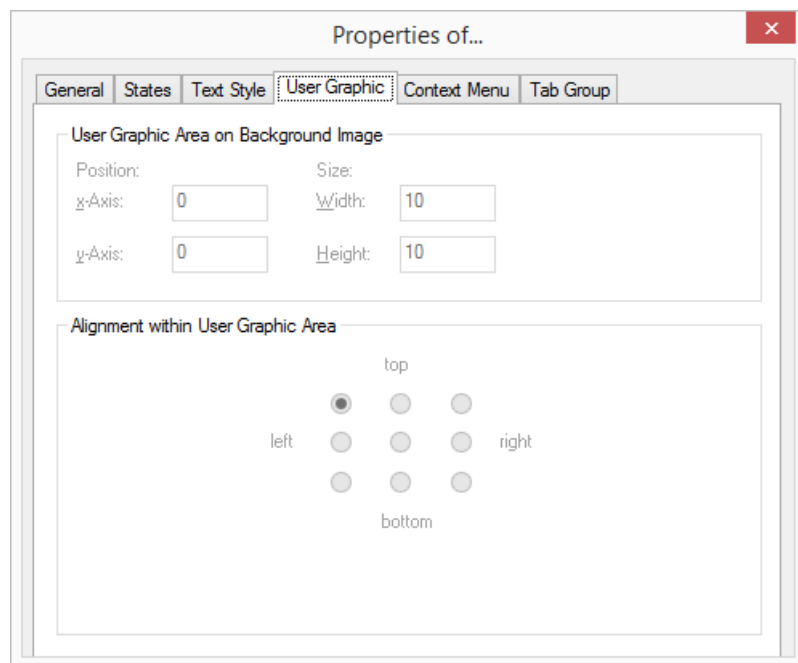 Properties of...
General States Text Style User Graphic Context Menu Tab Group
User Graphic Area on Background Image
Position: Size:
x-Axis: 0 Width: 10
y-Axis: 0 Height: 10
Alignment within User Graphic Area
top
left right
bottom